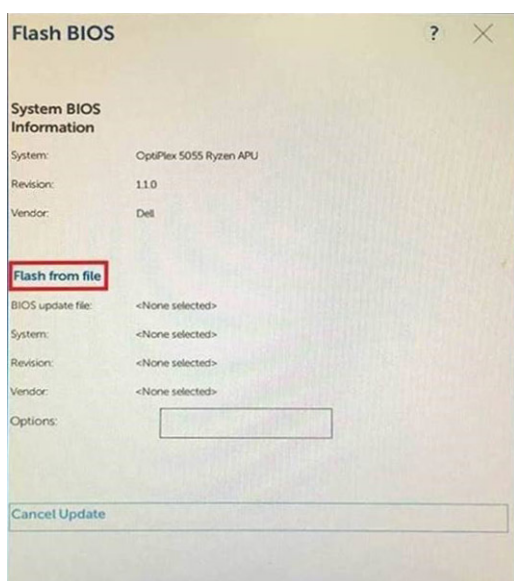 Flash BIOS ?
System BIOS
Information
System: OptiPlex 5055 Ryzen APU
Revision: 1.1.0
Vendor: Dell
Flash from file
BIOS update file: <None selected>
System: <None selected>
Revision: <None selected>
Vendor: <None selected>
Options:
Cancel Update